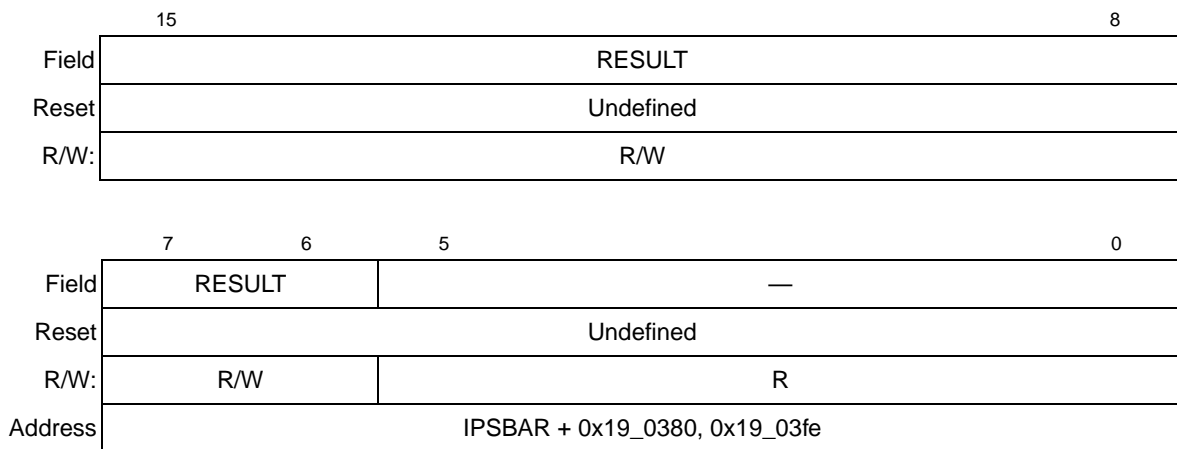 15 8
Field RESULT
Reset Undefined
R/W: R/W
7 6 5 0
Field RESULT —
Reset Undefined
R/W: R/W R
Address IPSBAR + 0x19_0380, 0x19_03fe